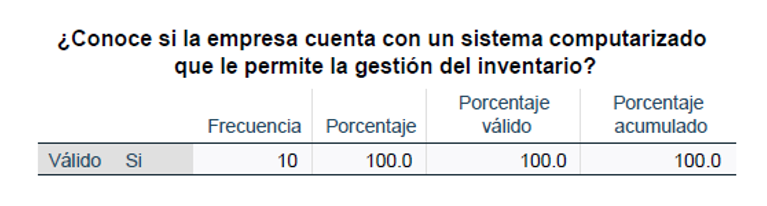 ¿Conoce si la empresa cuenta con un sistema computarizado
que le permite la gestión del inventario?
Frecuencia Porcentaje Porcentaje válido Porcentaje acumulado
Válido Si 10 100.0 100.0 100.0